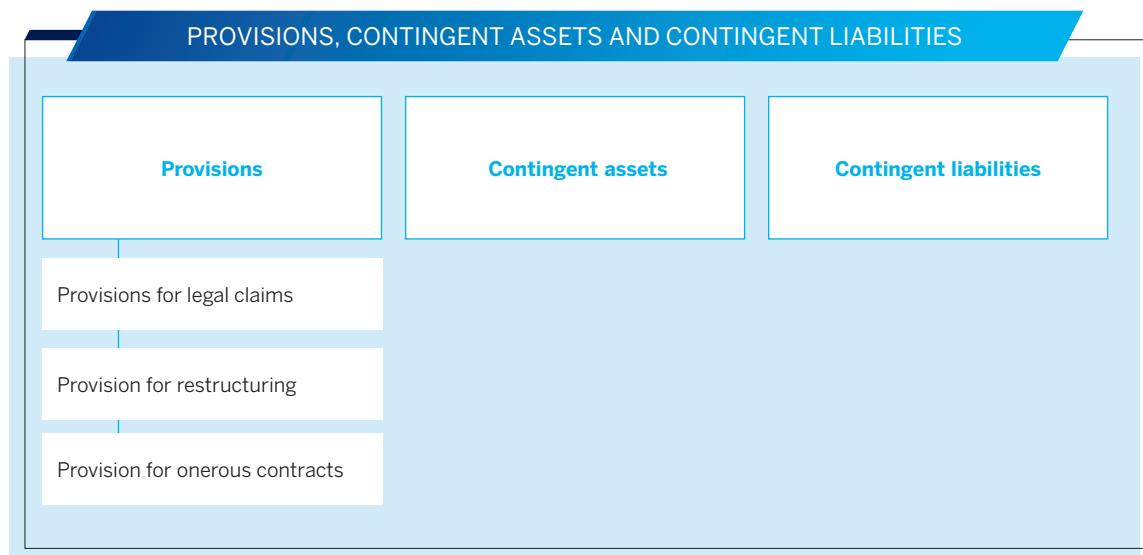 PROVISIONS, CONTINGENT ASSETS AND CONTINGENT LIABILITIES
Provisions
Contingent assets
Contingent liabilities
Provisions for legal claims
Provision for restructuring
Provision for onerous contracts